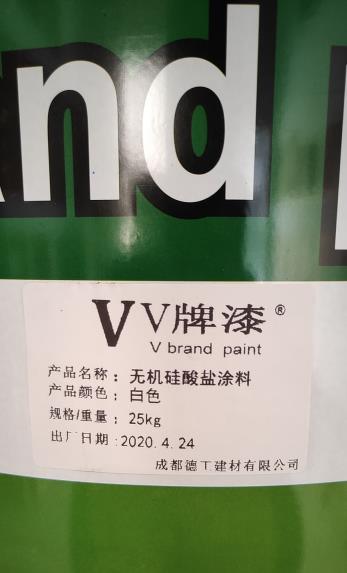 and
V V牌漆®
V brand paint
产品名称：无机硅酸盐涂料
产品颜色：白色
规格/重量：25kg
出厂日期:2020.4.24
成都德工建材有限公司